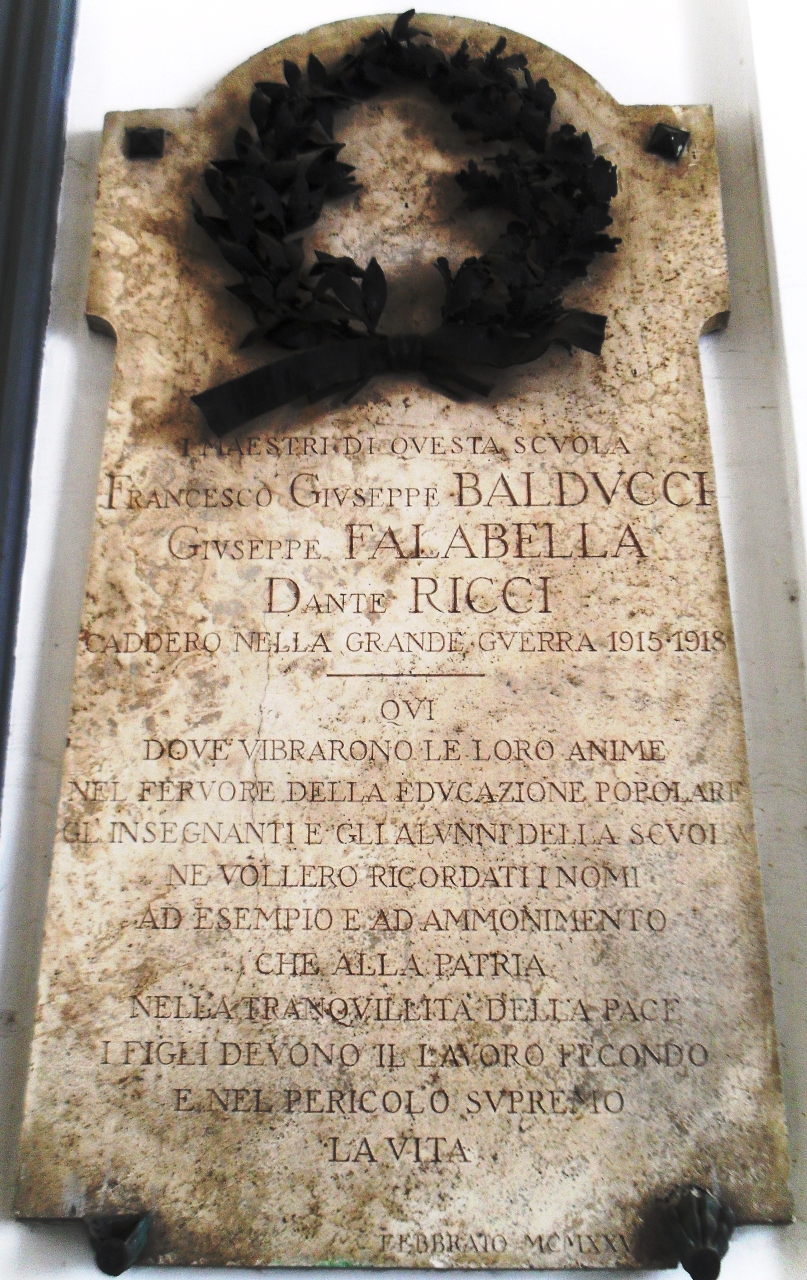 I MAESTRI DI QVESTA SCVOLA
FRANCESCO GIVSEPPE BALDVCCI
GIVSEPPE FALABELLA
DANTE RICCI
CADDERO NELLA GRANDE GVERRA 1915·1918
QVI
DOVE VIBRARONO LE LORO ANIME
NEL FERVORE DELLA EDVCAZIONE POPOLARE
GL'INSEGNANTI E GLI ALVNNI DELLA SCVOLA
NE VOLLERO RICORDATI I NOMI
AD ESEMPIO E AD AMMONIMENTO
CHE ALLA PATRIA
NELLA TRANQVILLITÀ DELLA PACE
I FIGLI DEVONO IL LAVORO FECONDO
E NEL PERICOLO SVPREMO
LA VITA
FEBBRAIO